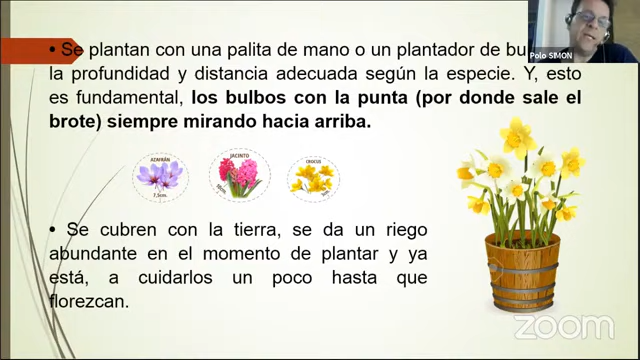 • Se plantan con una palita de mano o un plantador de bu
la profundidad y distancia adecuada según la especie. Y, esto
es fundamental, los bulbos con la punta (por donde sale el
brote) siempre mirando hacia arriba.
Polo SIMON
AZAFRÁN
7,5cm.
JACINTO
CROCUS
• Se cubren con la tierra, se da un riego
abundante en el momento de plantar y ya
está, a cuidarlos un poco hasta que
florezcan.
zoom